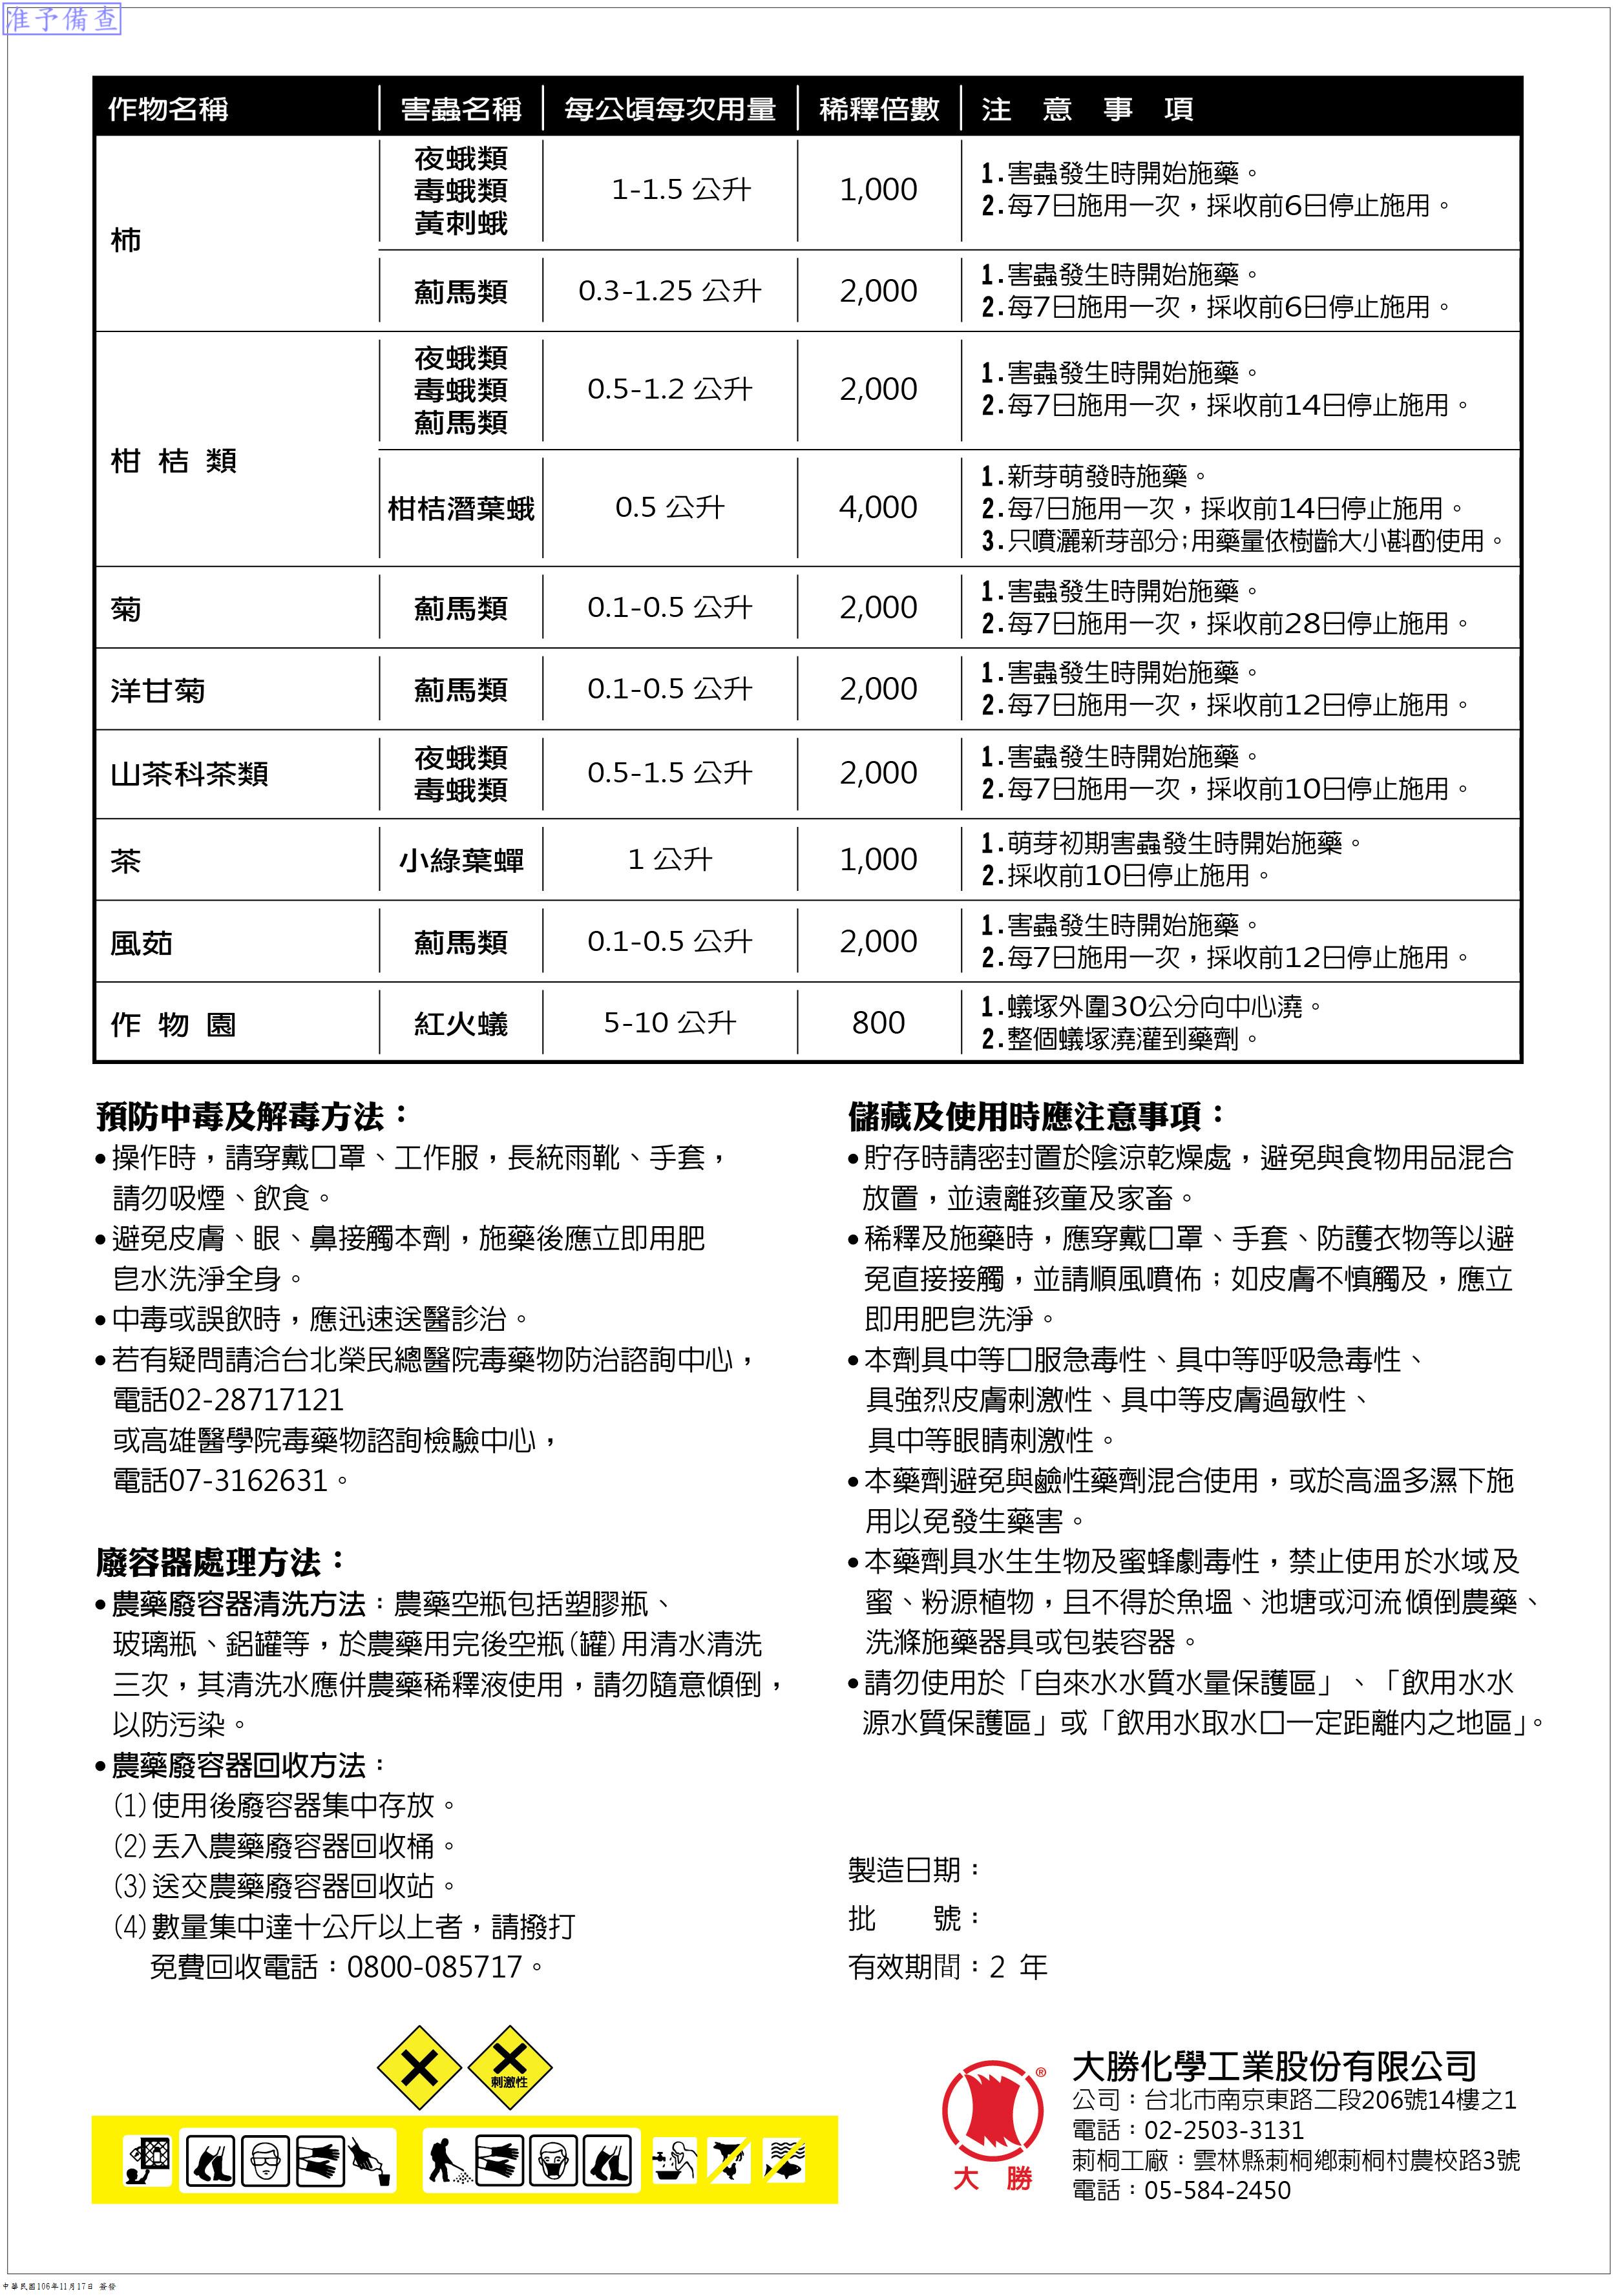 准予備查
作物名稱 害蟲名稱 每公頃每次用量 稀釋倍數 注意事項
柿
夜蛾類
毒蛾類
黃刺蛾
1-1.5 公升
1,000
1.害蟲發生時開始施藥。
2.每7日施用一次，採收前6日停止施用。
薊馬類
0.3-1.25 公升
2,000
1.害蟲發生時開始施藥。
2.每7日施用一次，採收前6日停止施用。
柑桔類
夜蛾類
毒蛾類
薊馬類
0.5-1.2 公升
2,000
1.害蟲發生時開始施藥。
2.每7日施用一次，採收前14日停止施用。
柑桔潛葉蛾
0.5 公升
4,000
1.新芽萌發時施藥。
2.每7日施用一次，採收前14日停止施用。
3.只噴灑新芽部分;用藥量依樹齡大小斟酌使用。
菊
薊馬類
0.1-0.5 公升
2,000
1.害蟲發生時開始施藥。
2.每7日施用一次，採收前28日停止施用。
洋甘菊
薊馬類
0.1-0.5 公升
2,000
1.害蟲發生時開始施藥。
2.每7日施用一次，採收前12日停止施用。
山茶科茶類
夜蛾類
毒蛾類
0.5-1.5 公升
2,000
1.害蟲發生時開始施藥。
2.每7日施用一次，採收前10日停止施用。
茶
小綠葉蟬
1 公升
1,000
1.萌芽初期害蟲發生時開始施藥。
2.採收前10日停止施用。
風茹
薊馬類
0.1-0.5 公升
2,000
1.害蟲發生時開始施藥。
2.每7日施用一次，採收前12日停止施用。
作物園
紅火蟻
5-10 公升
800
1.蟻塚外圍30公分向中心澆。
2.整個蟻塚澆灌到藥劑。
預防中毒及解毒方法：
•操作時，請穿戴口罩、工作服，長統雨靴、手套，
請勿吸煙、飲食。
•避免皮膚、眼、鼻接觸本劑，施藥後應立即用肥
皂水洗淨全身。
•中毒或誤飲時，應迅速送醫診治。
•若有疑問請洽台北榮民總醫院毒藥物防治諮詢中心，
電話02-28717121
或高雄醫學院毒藥物諮詢檢驗中心，
電話07-3162631。
廢容器處理方法：
•農藥廢容器清洗方法：農藥空瓶包括塑膠瓶、
玻璃瓶、鋁罐等，於農藥用完後空瓶(罐)用清水清洗
三次，其清洗水應併農藥稀釋液使用，請勿隨意傾倒，
以防污染。
•農藥廢容器回收方法：
(1)使用後廢容器集中存放。
(2)丟入農藥廢容器回收桶。
(3)送交農藥廢容器回收站。
(4)數量集中達十公斤以上者，請撥打
免費回收電話：0800-085717。
儲藏及使用時應注意事項：
•貯存時請密封置於陰涼乾燥處，避免與食物用品混合
放置，並遠離孩童及家畜。
•稀釋及施藥時，應穿戴口罩、手套、防護衣物等以避
免直接接觸，並請順風噴佈；如皮膚不慎觸及，應立
即用肥皂洗淨。
•本劑具中等口服急毒性、具中等呼吸急毒性、
具強烈皮膚刺激性、具中等皮膚過敏性、
具中等眼睛刺激性。
•本藥劑避免與鹼性藥劑混合使用，或於高溫多濕下施
用以免發生藥害。
•本藥劑具水生生物及蜜蜂劇毒性，禁止使用於水域及
蜜、粉源植物，且不得於魚塭、池塘或河流傾倒農藥、
洗滌施藥器具或包裝容器。
•請勿使用於「自來水水質水量保護區」、「飲用水水
源水質保護區」或「飲用水取水口一定距離內之地區」。
製造日期：
批　　號：
有效期間：2 年
刺激性
®
大 勝
大勝化學工業股份有限公司
公司：台北市南京東路二段206號14樓之1
電話：02-2503-3131
莿桐工廠：雲林縣莿桐鄉莿桐村農校路3號
電話：05-584-2450
中華民國106年11月17日 簽發